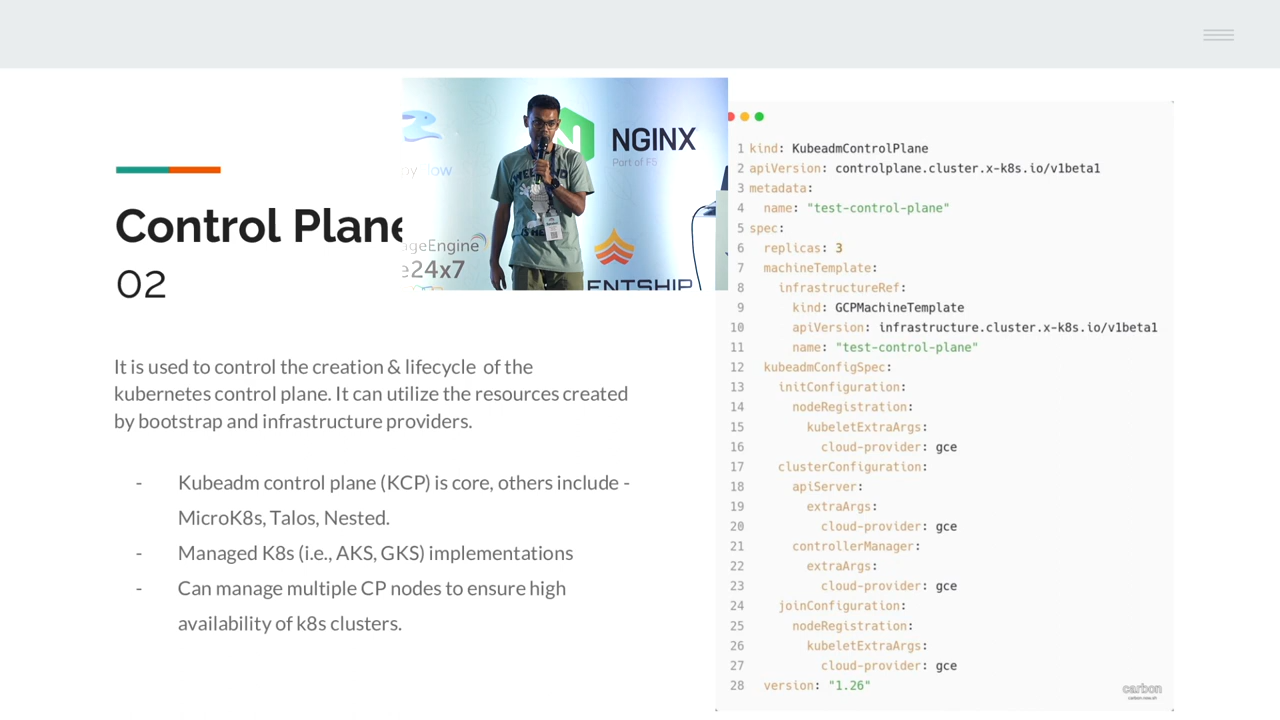 Control Plane
02
It is used to control the creation & lifecycle of the
kubernetes control plane. It can utilize the resources created
by bootstrap and infrastructure providers.
- Kubeadm control plane (KCP) is core, others include -
MicroK8s, Talos, Nested.
- Managed K8s (i.e., AKS, GKS) implementations
- Can manage multiple CP nodes to ensure high
availability of k8s clusters.
NGINX
Part of F5
ageEngine
e24x7
ENTSHIP
1 kind: KubeadmControlPlane
2 apiVersion: controlplane.cluster.x-k8s.io/v1beta1
3 metadata:
4 name: "test-control-plane"
5 spec:
6 replicas: 3
7 machineTemplate:
8 infrastructureRef:
9 kind: GCPMachineTemplate
10 apiVersion: infrastructure.cluster.x-k8s.io/v1beta1
11 name: "test-control-plane"
12 kubeadmConfigSpec:
13 initConfiguration:
14 nodeRegistration:
15 kubeletExtraArgs:
16 cloud-provider: gce
17 clusterConfiguration:
18 apiServer:
19 extraArgs:
20 cloud-provider: gce
21 controllerManager:
22 extraArgs:
23 cloud-provider: gce
24 joinConfiguration:
25 nodeRegistration:
26 kubeletExtraArgs:
27 cloud-provider: gce
28 version: "1.26"
carbon